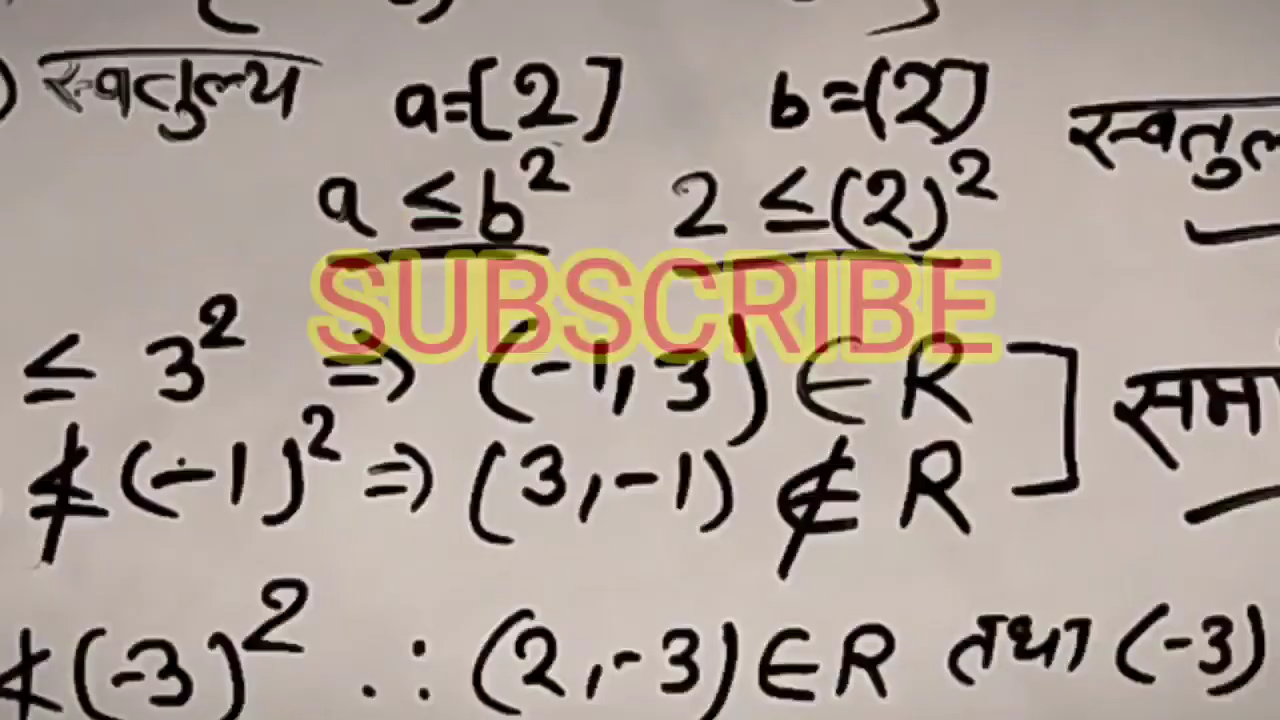 ) स्वतुल्य a=[2] b=(2]
a ≤ b² 2 ≤ (2)²
SUBSCRIBE
≤ 3² ⇒ (-1,3) ∈ R ]
≰ (-1)² ⇒ (3,-1) ∉ R
≮ (-3)² ∴ (2,-3) ∈ R तथा (-3)